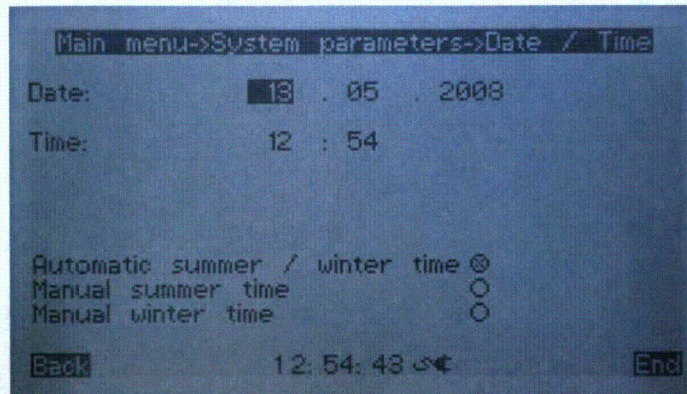 Main menu->System parameters->Date / Time
Date: 13 . 05 . 2008
Time: 12 : 54
Automatic summer / winter time
Manual summer time
Manual winter time
Back 12:54:43 End